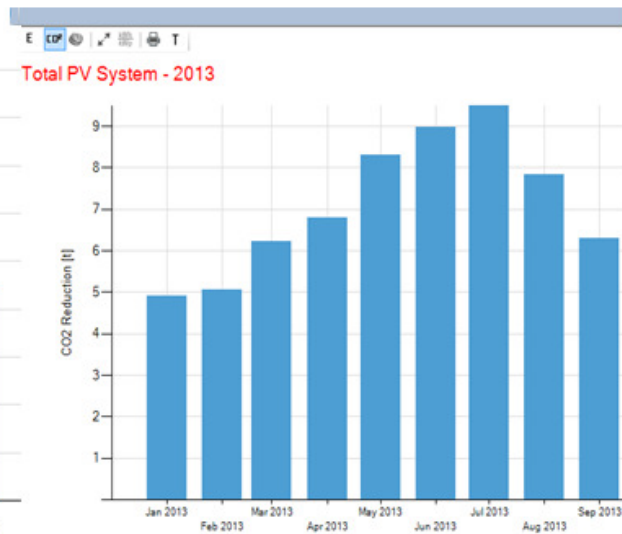 E CO² T
Total PV System - 2013
CO2 Reduction [t]
9
8
7
6
5
4
3
2
1
Jan 2013
Feb 2013
Mar 2013
Apr 2013
May 2013
Jun 2013
Jul 2013
Aug 2013
Sep 2013